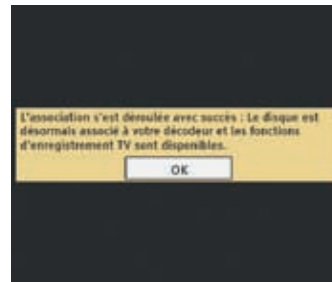 L'association s'est déroulée avec succès : Le disque est
désormais associé à votre décodeur et les fonctions
d'enregistrement TV sont disponibles.
OK